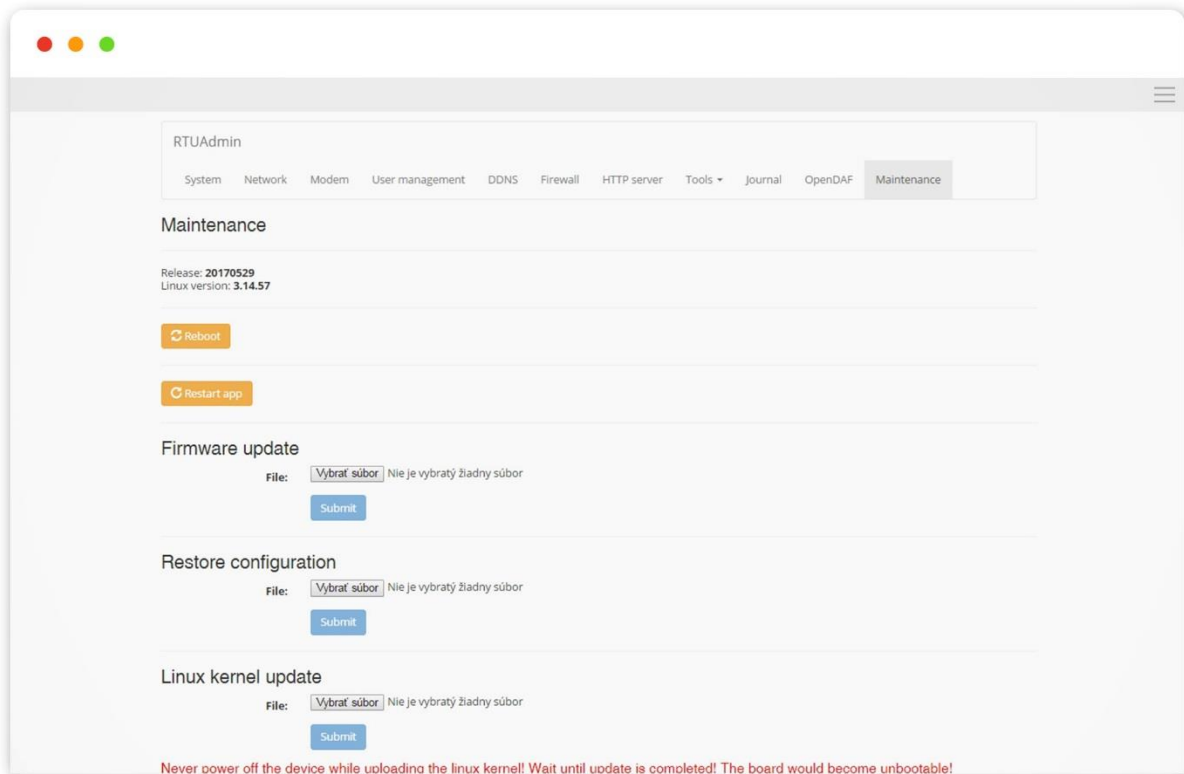 RTUAdmin
System Network Modem User management DDNS Firewall HTTP server Tools Journal OpenDAF Maintenance
Maintenance
Release: 20170529
Linux version: 3.14.57
Reboot
Restart app
Firmware update
File: Vybrať súbor Nie je vybratý žiadny súbor
Submit
Restore configuration
File: Vybrať súbor Nie je vybratý žiadny súbor
Submit
Linux kernel update
File: Vybrať súbor Nie je vybratý žiadny súbor
Submit
Never power off the device while uploading the linux kernel! Wait until update is completed! The board would become unbootable!